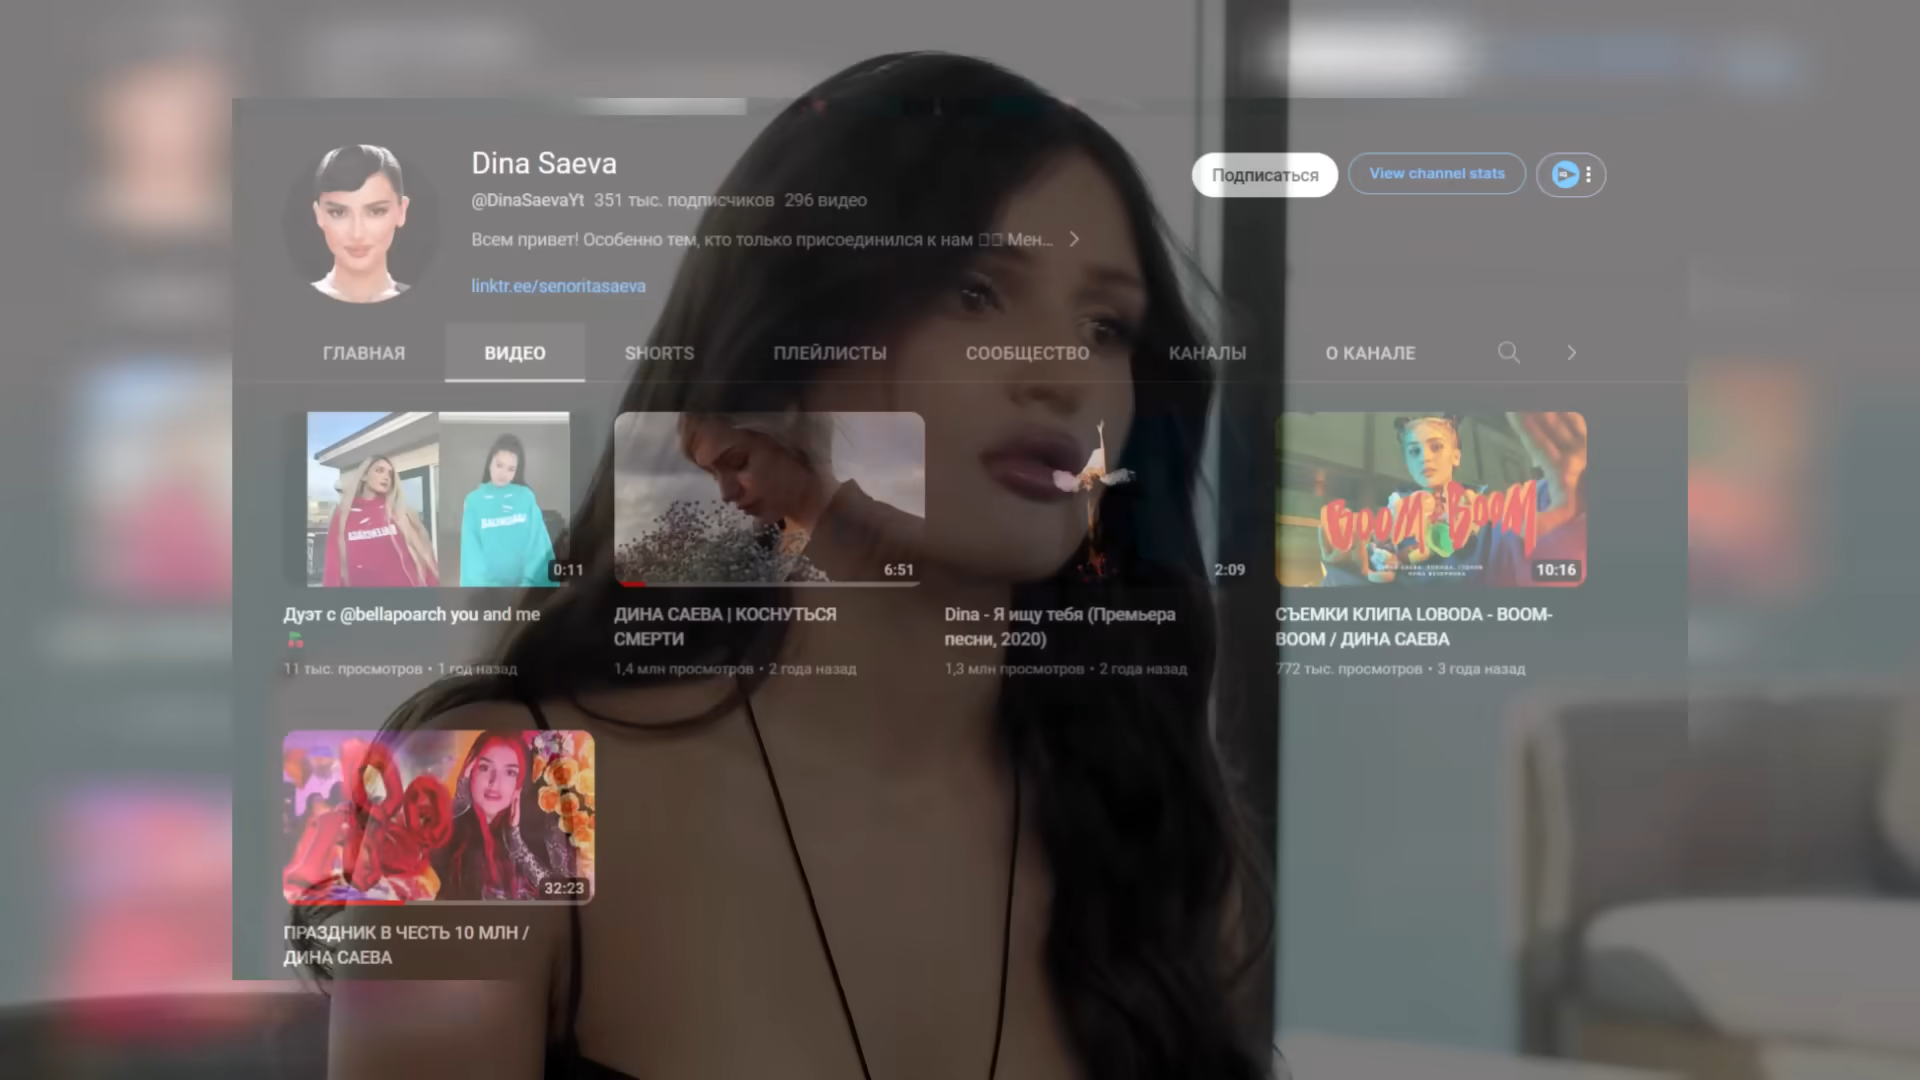 Dina Saeva
@DinaSaevaYt 351 тыс. подписчиков 296 видео
Всем привет! Особенно тем, кто только присоединился к нам Мен...
linktr.ee/senoritasaeva
Подписаться
View channel stats
ГЛАВНАЯ ВИДЕО SHORTS ПЛЕЙЛИСТЫ СООБЩЕСТВО КАНАЛЫ О КАНАЛЕ
BALENCIAGA
BALENCIAGA
BOOM BOOM
0:11
6:51
2:09
10:16
Дуэт с @bellapoarch you and me
🍒
11 тыс. просмотров • 1 год назад
ДИНА САЕВА | КОСНУТЬСЯ
СМЕРТИ
1,4 млн просмотров • 2 года назад
Dina - Я ищу тебя (Премьера
песни, 2020)
1,3 млн просмотров • 2 года назад
СЪЕМКИ КЛИПА LOBODA - BOOM-
BOOM / ДИНА САЕВА
772 тыс. просмотров • 3 года назад
32:23
ПРАЗДНИК В ЧЕСТЬ 10 МЛН /
ДИНА САЕВА